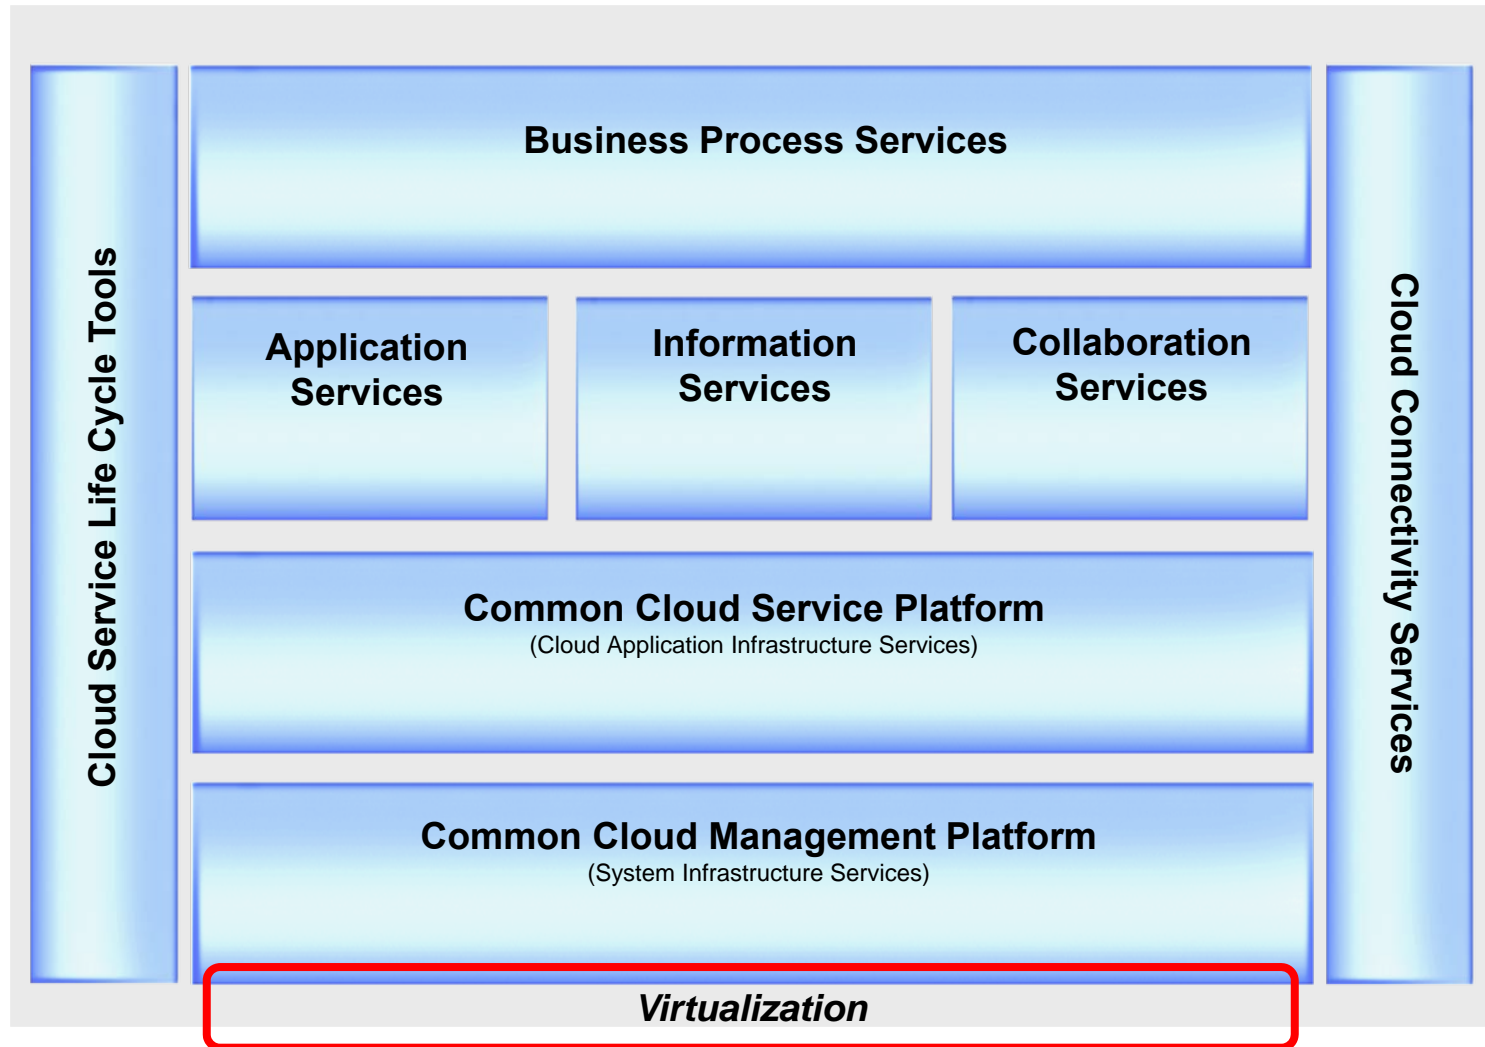 Business Process Services
Cloud Service Life Cycle Tools
Application
Services
Information
Services
Collaboration
Services
Cloud Connectivity Services
Common Cloud Service Platform
(Cloud Application Infrastructure Services)
Common Cloud Management Platform
(System Infrastructure Services)
Virtualization